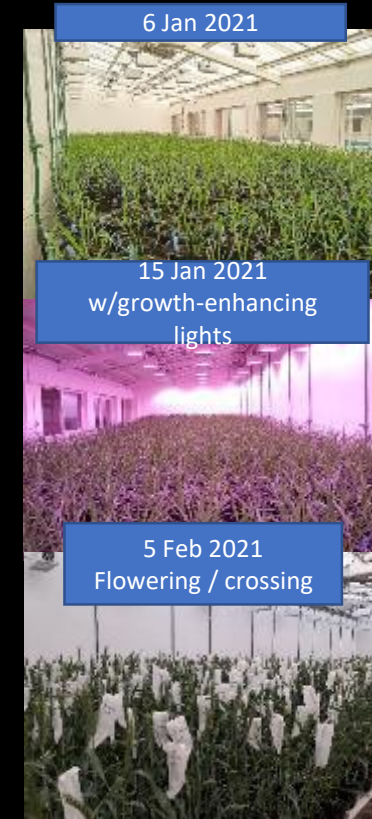 6 Jan 2021
15 Jan 2021
w/growth-enhancing
lights
5 Feb 2021
Flowering / crossing